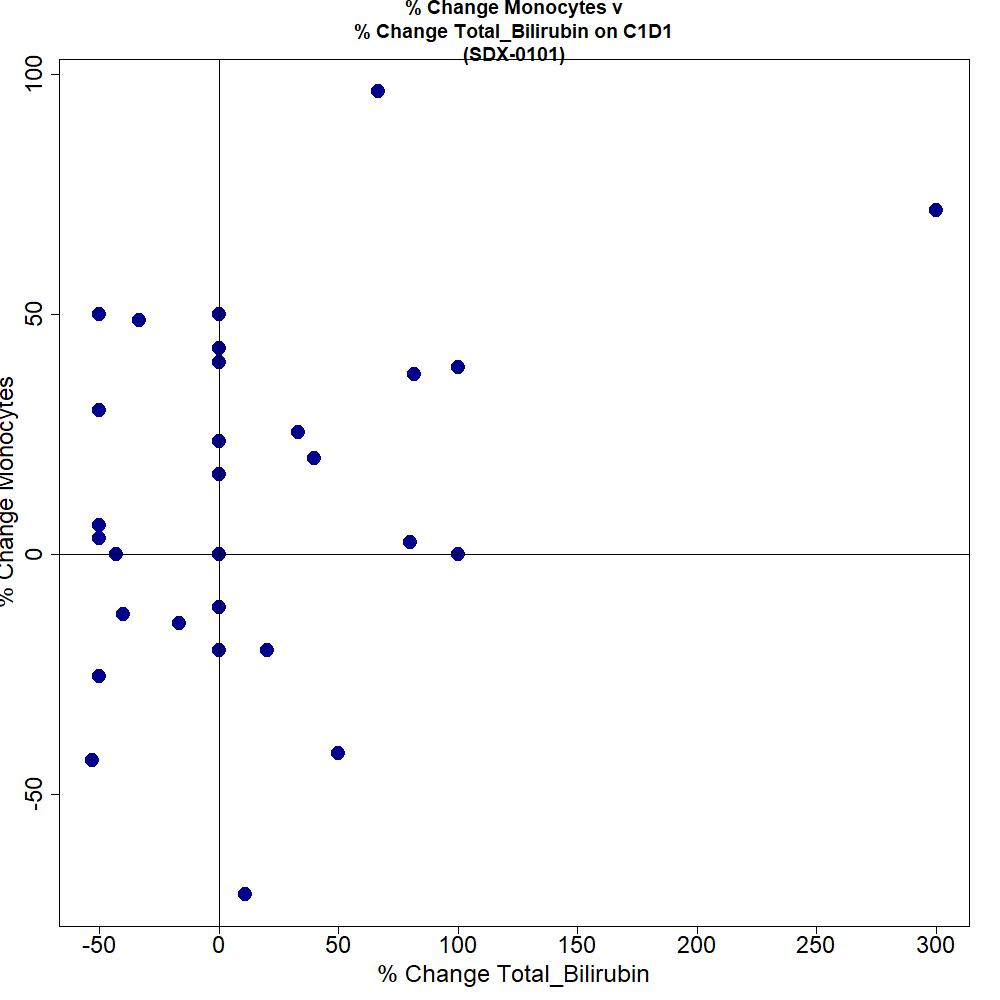 % Change Monocytes v
% Change Total_Bilirubin on C1D1
(SDX-0101)
100
50
0
-50
% Change Monocytes
-50 0 50 100 150 200 250 300
% Change Total_Bilirubin